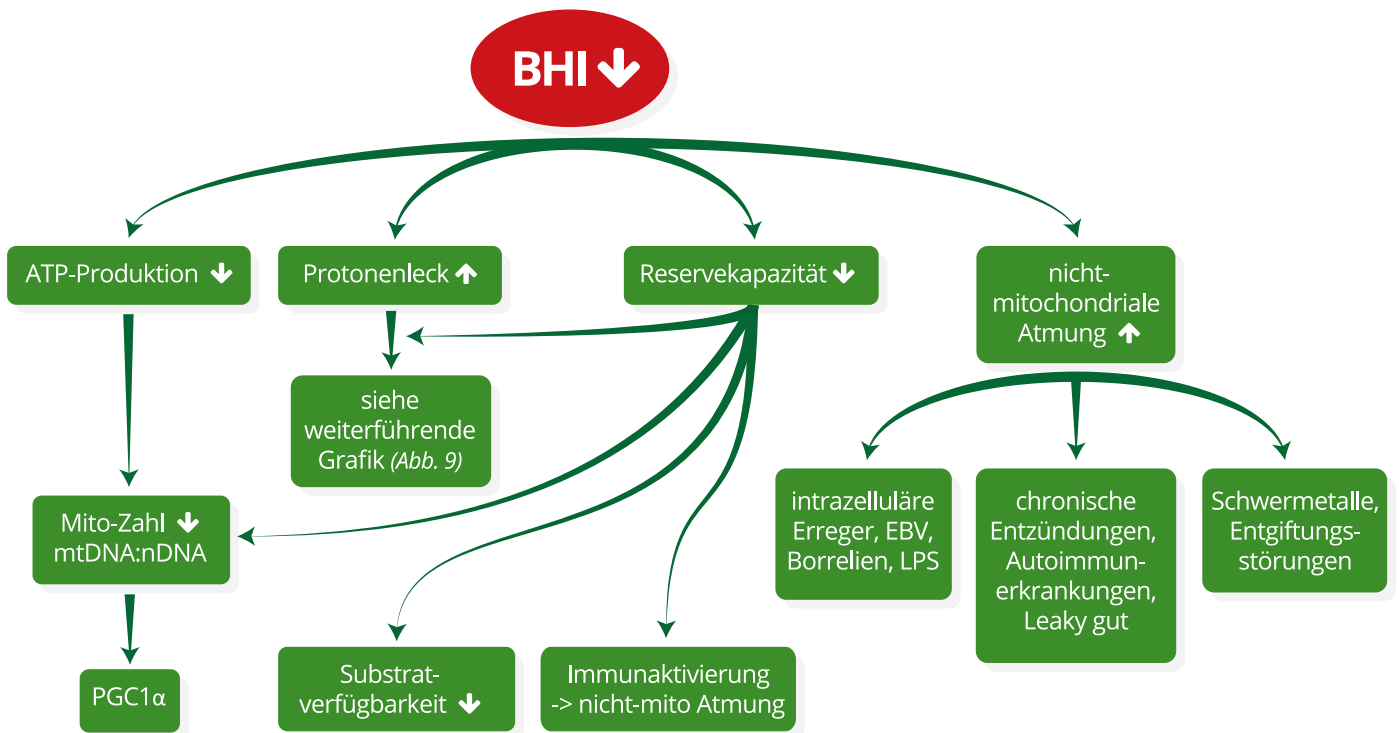 BHI ↓
ATP-Produktion ↓
Protonenleck ↑
Reservekapazität ↓
nicht-
mitochondriale
Atmung ↑
siehe
weiterführende
Grafik (Abb. 9)
Mito-Zahl ↓
mtDNA:nDNA
intrazelluläre
Erreger, EBV,
Borrelien, LPS
chronische
Entzündungen,
Autoimmun-
erkrankungen,
Leaky gut
Schwermetalle,
Entgiftungs-
störungen
PGC1α
Substrat-
verfügbarkeit ↓
Immunaktivierung
-> nicht-mito Atmung